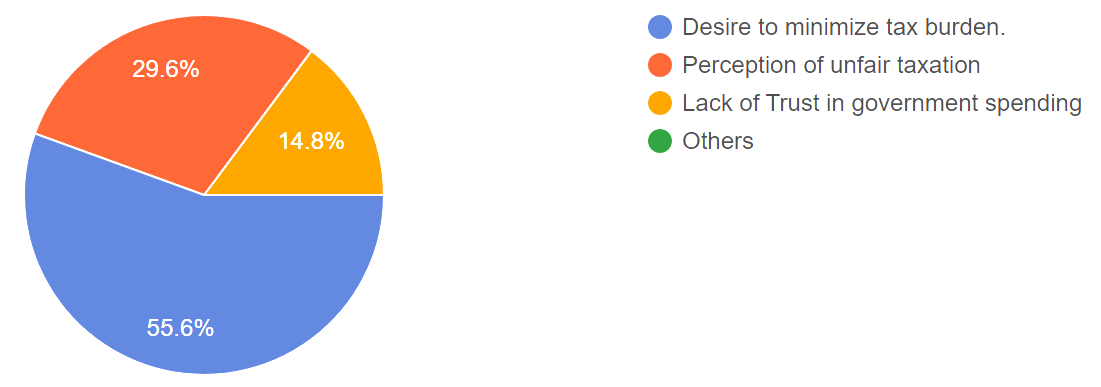 29.6%
14.8%
55.6%
Desire to minimize tax burden.
Perception of unfair taxation
Lack of Trust in government spending
Others